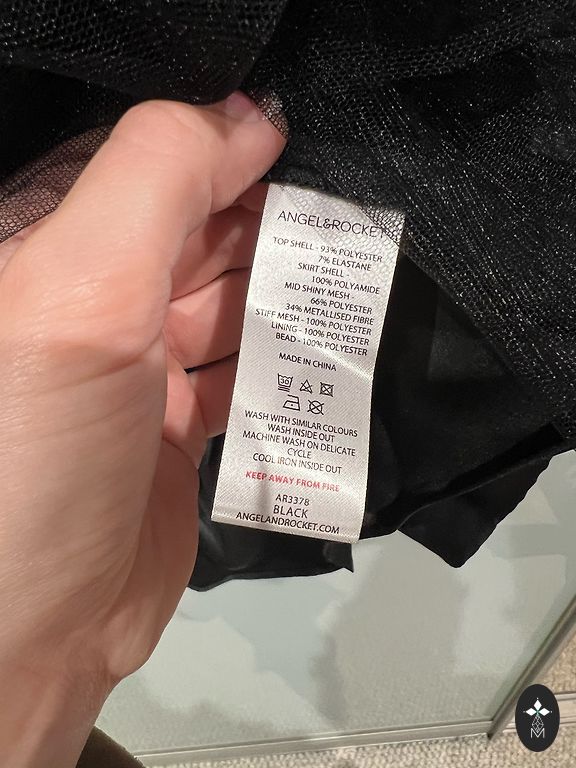 ANGEL&ROCKET
TOP SHELL - 93% POLYESTER
7% ELASTANE
SKIRT SHELL -
100% POLYAMIDE
MID SHINY MESH -
66% POLYESTER
34% METALLISED FIBRE
STIFF MESH - 100% POLYESTER
LINING - 100% POLYESTER
BEAD - 100% POLYESTER
MADE IN CHINA
30
WASH WITH SIMILAR COLOURS
WASH INSIDE OUT
MACHINE WASH ON DELICATE
CYCLE
COOL IRON INSIDE OUT
KEEP AWAY FROM FIRE
AR3378
BLACK
ANGELANDROCKET.COM
M